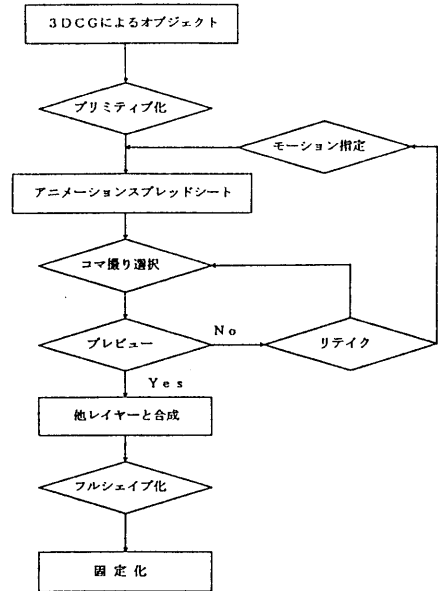 3DCGによるオブジェクト
プリミティブ化
モーション指定
アニメーションスプレッドシート
コマ撮り選択
プレビュー
No
リテイク
Yes
他レイヤーと合成
フルシェイプ化
固定化